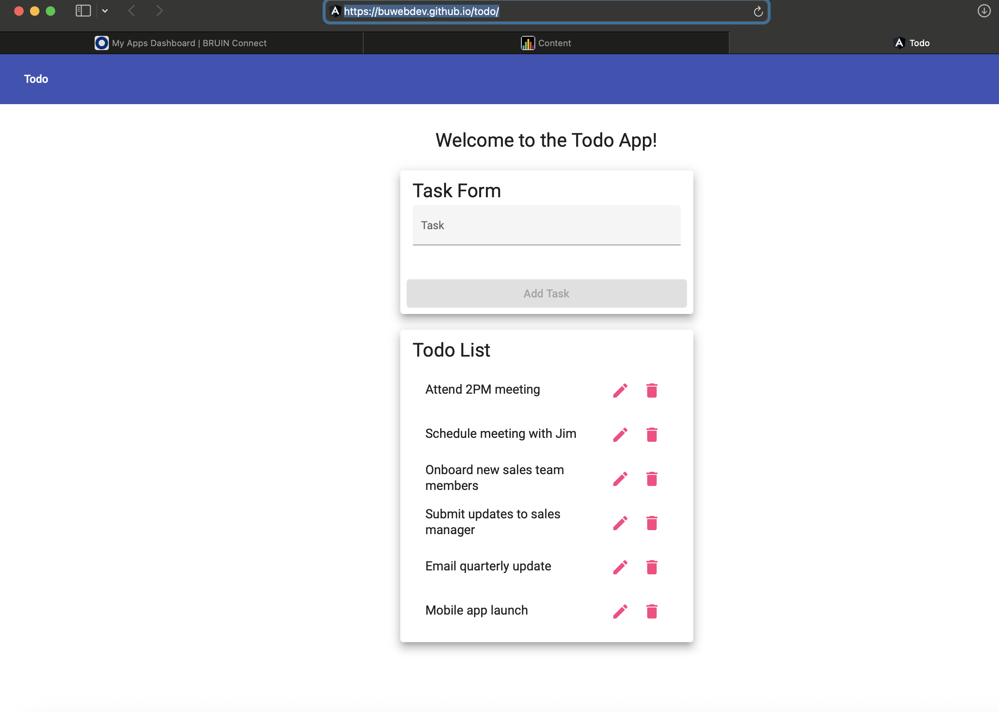 https://buwebdev.github.io/todo/
My Apps Dashboard | BRUIN Connect
Content
Todo
Todo
Welcome to the Todo App!
Task Form
Task
Add Task
Todo List
Attend 2PM meeting
Schedule meeting with Jim
Onboard new sales team
members
Submit updates to sales
manager
Email quarterly update
Mobile app launch